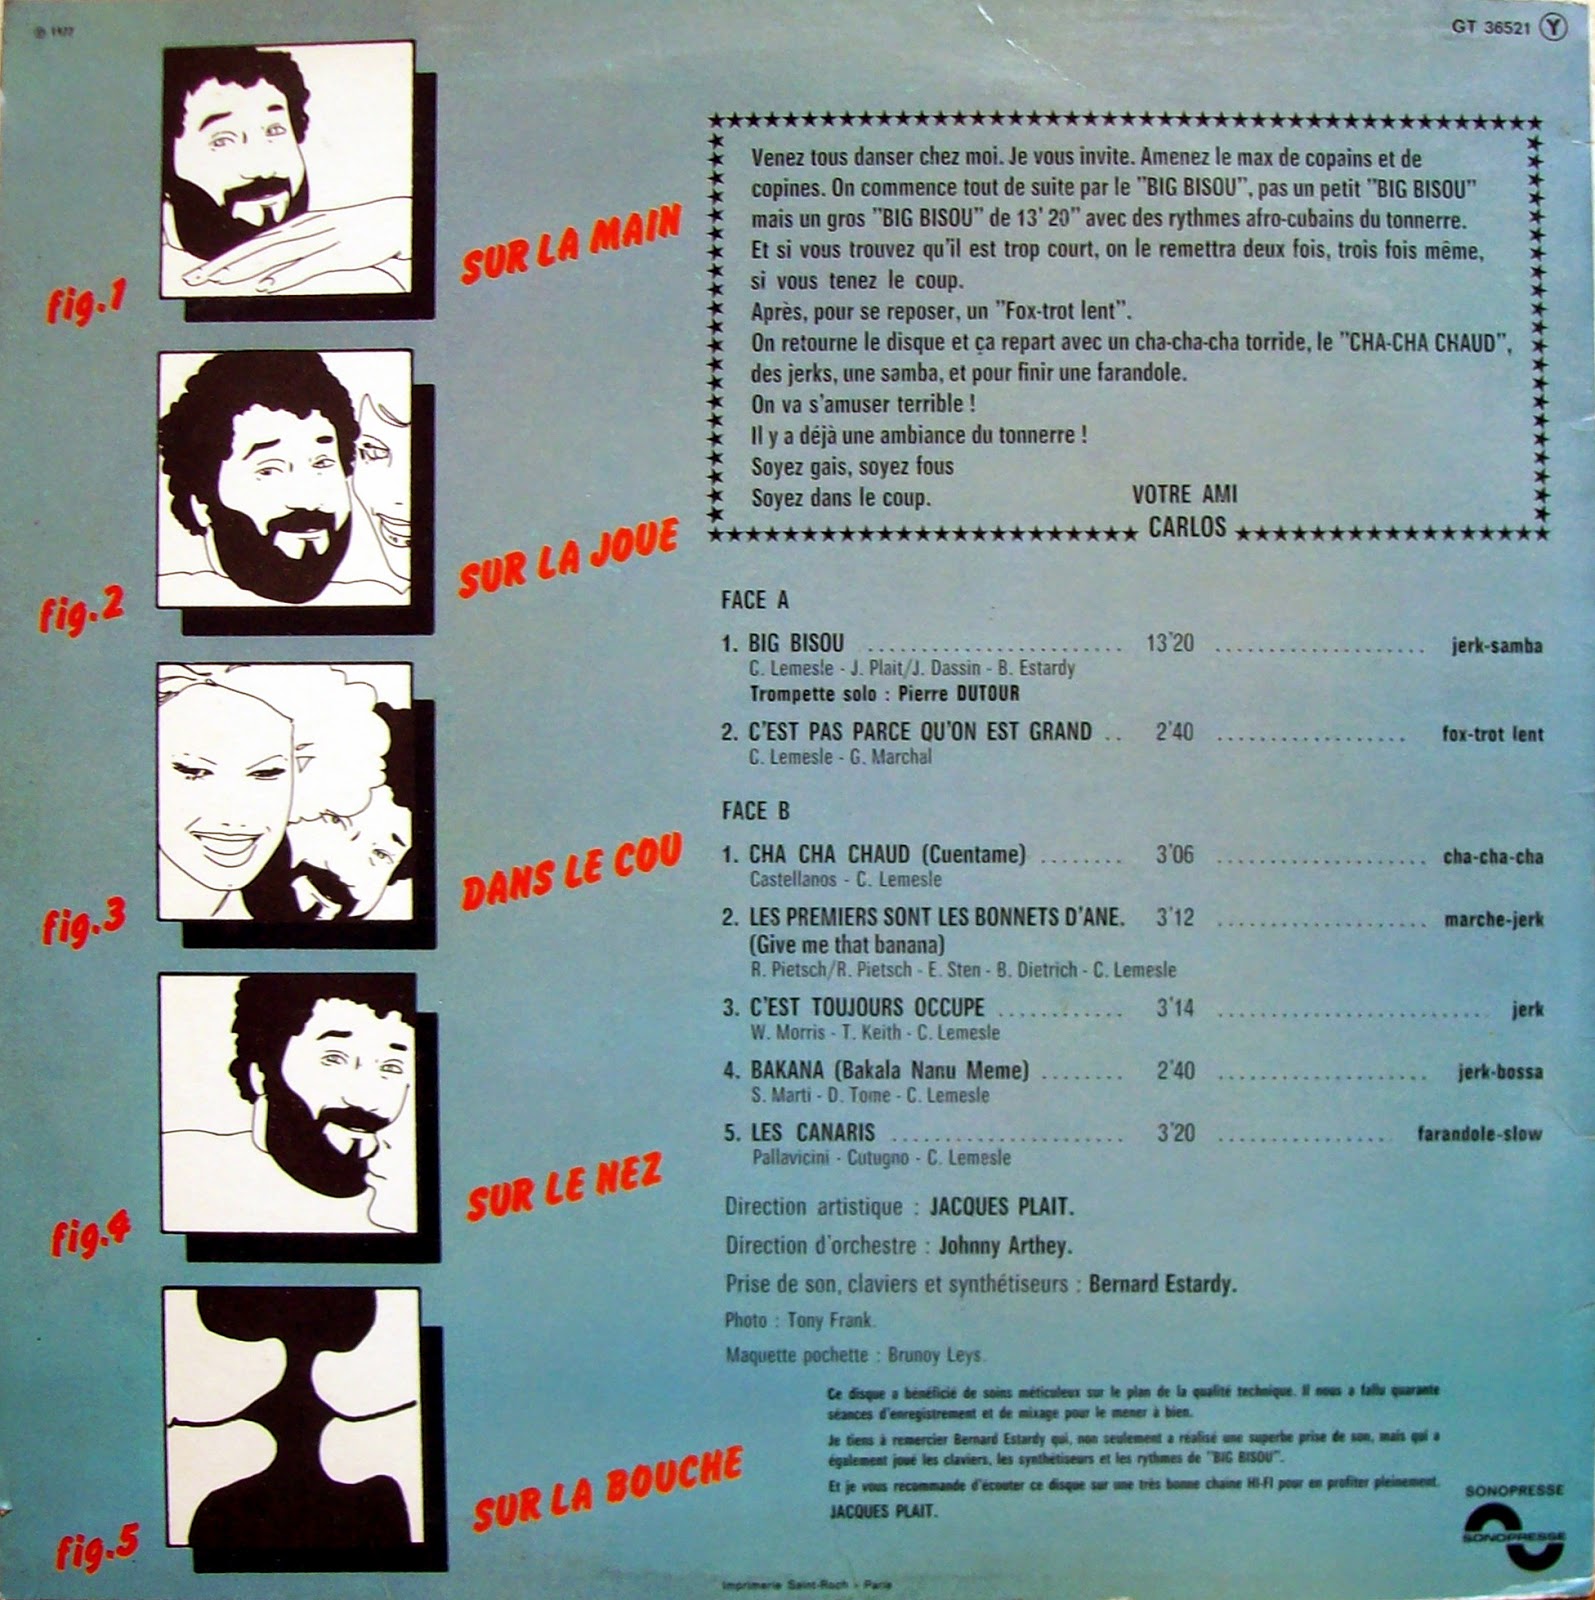 ℗ 1977
GT 36521 Y
fig.1
SUR LA MAIN
fig.2
SUR LA JOUE
fig.3
DANS LE COU
fig.4
SUR LE NEZ
fig.5
SUR LA BOUCHE
Venez tous danser chez moi. Je vous invite. Amenez le max de copains et de
copines. On commence tout de suite par le "BIG BISOU", pas un petit "BIG BISOU"
mais un gros "BIG BISOU" de 13' 20" avec des rythmes afro-cubains du tonnerre.
Et si vous trouvez qu'il est trop court, on le remettra deux fois, trois fois même,
si vous tenez le coup.
Après, pour se reposer, un "Fox-trot lent".
On retourne le disque et ça repart avec un cha-cha-cha torride, le "CHA-CHA CHAUD",
des jerks, une samba, et pour finir une farandole.
On va s'amuser terrible !
Il y a déjà une ambiance du tonnerre !
Soyez gais, soyez fous
Soyez dans le coup.
VOTRE AMI
CARLOS
FACE A
1. BIG BISOU ........................ 13'20 .................... jerk-samba
C. Lemesle - J. Plait/J. Dassin - B. Estardy
Trompette solo : Pierre DUTOUR
2. C'EST PAS PARCE QU'ON EST GRAND .. 2'40 .................. fox-trot lent
C. Lemesle - G. Marchal
FACE B
1. CHA CHA CHAUD (Cuentame) ........ 3'06 .................... cha-cha-cha
Castellanos - C. Lemesle
2. LES PREMIERS SONT LES BONNETS D'ANE. 3'12 .................... marche-jerk
(Give me that banana)
R. Pietsch/R. Pietsch - E. Sten - B. Dietrich - C. Lemesle
3. C'EST TOUJOURS OCCUPE ............ 3'14 .......................... jerk
W. Morris - T. Keith - C. Lemesle
4. BAKANA (Bakala Nanu Meme) ........ 2'40 .................... jerk-bossa
S. Marti - D. Tome - C. Lemesle
5. LES CANARIS ...................... 3'20 ................ farandole-slow
Pallavicini - Cutugno - C. Lemesle
Direction artistique : JACQUES PLAIT.
Direction d'orchestre : Johnny Arthey.
Prise de son, claviers et synthétiseurs : Bernard Estardy.
Photo : Tony Frank.
Maquette pochette : Brunoy Leys.
Ce disque a bénéficié de soins méticuleux sur le plan de la qualité technique. Il nous a fallu quarante
séances d'enregistrement et de mixage pour le mener à bien.
Je tiens à remercier Bernard Estardy qui, non seulement a réalisé une superbe prise de son, mais qui a
également joué les claviers, les synthétiseurs et les rythmes de "BIG BISOU".
Et je vous recommande d'écouter ce disque sur une très bonne chaine HI-FI pour en profiter pleinement.
JACQUES PLAIT.
SONOPRESSE
SONOPRESSE
Imprimerie Saint-Roch - Paris